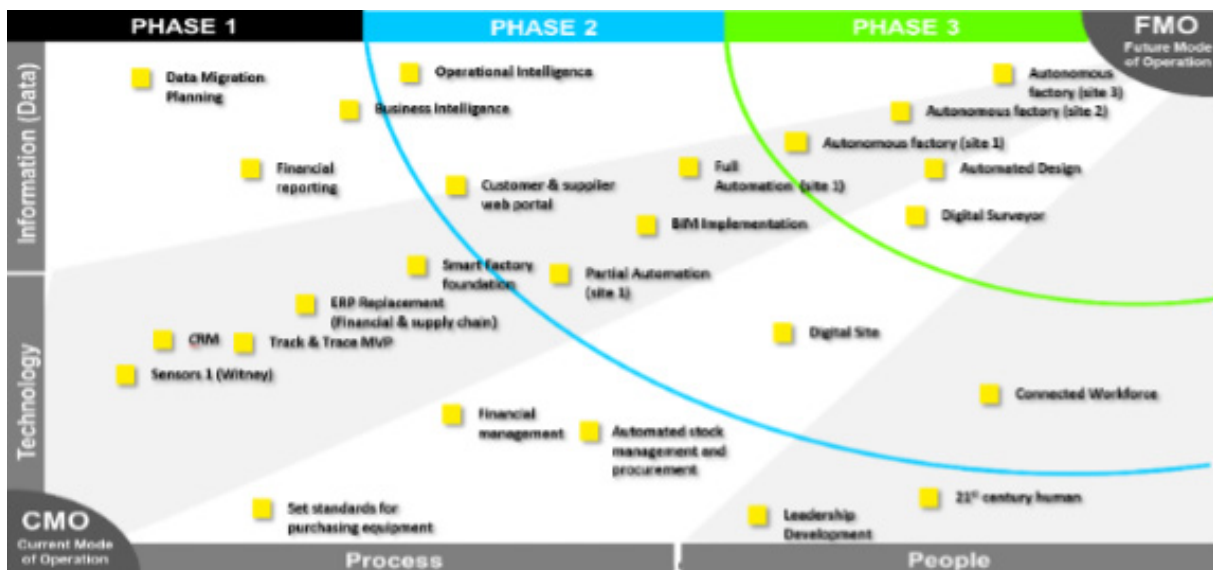 PHASE 1
PHASE 2
PHASE 3
FMO
Future Mode
of Operation
Information (Data)
Technology
Data Migration
Planning
Operational Intelligence
Business Intelligence
Autonomous
factory (site 3)
Autonomous factory (site 2)
Autonomous factory (site 1)
Financial
reporting
Customer & supplier
web portal
Full
Automation (site 1)
Automated Design
BIM Implementation
Digital Surveyor
Smart Factory
foundation
Partial Automation
(site 1)
ERP Replacement
(Financial & supply chain)
CRM
Track & Trace MVP
Digital Site
Sensors 1 (Witney)
Connected Workforce
Financial
management
Automated stock
management and
procurement
Set standards for
purchasing equipment
Leadership
Development
21st century human
CMO
Current Mode
of Operation
Process
People